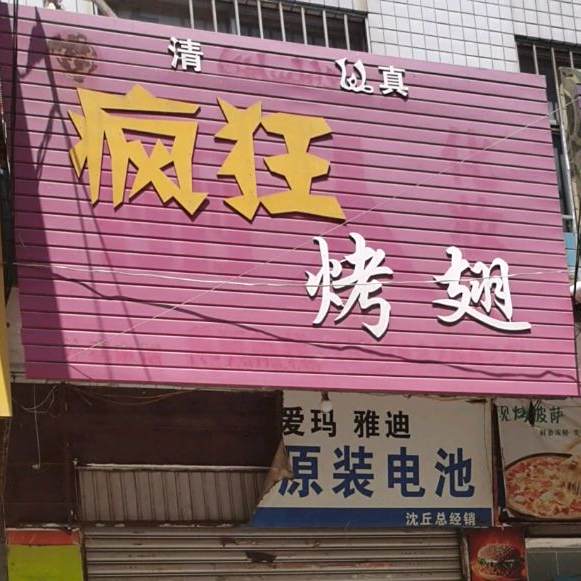 清 真
疯狂
烤翅
爱玛 雅迪
原装电池
沈丘总经销